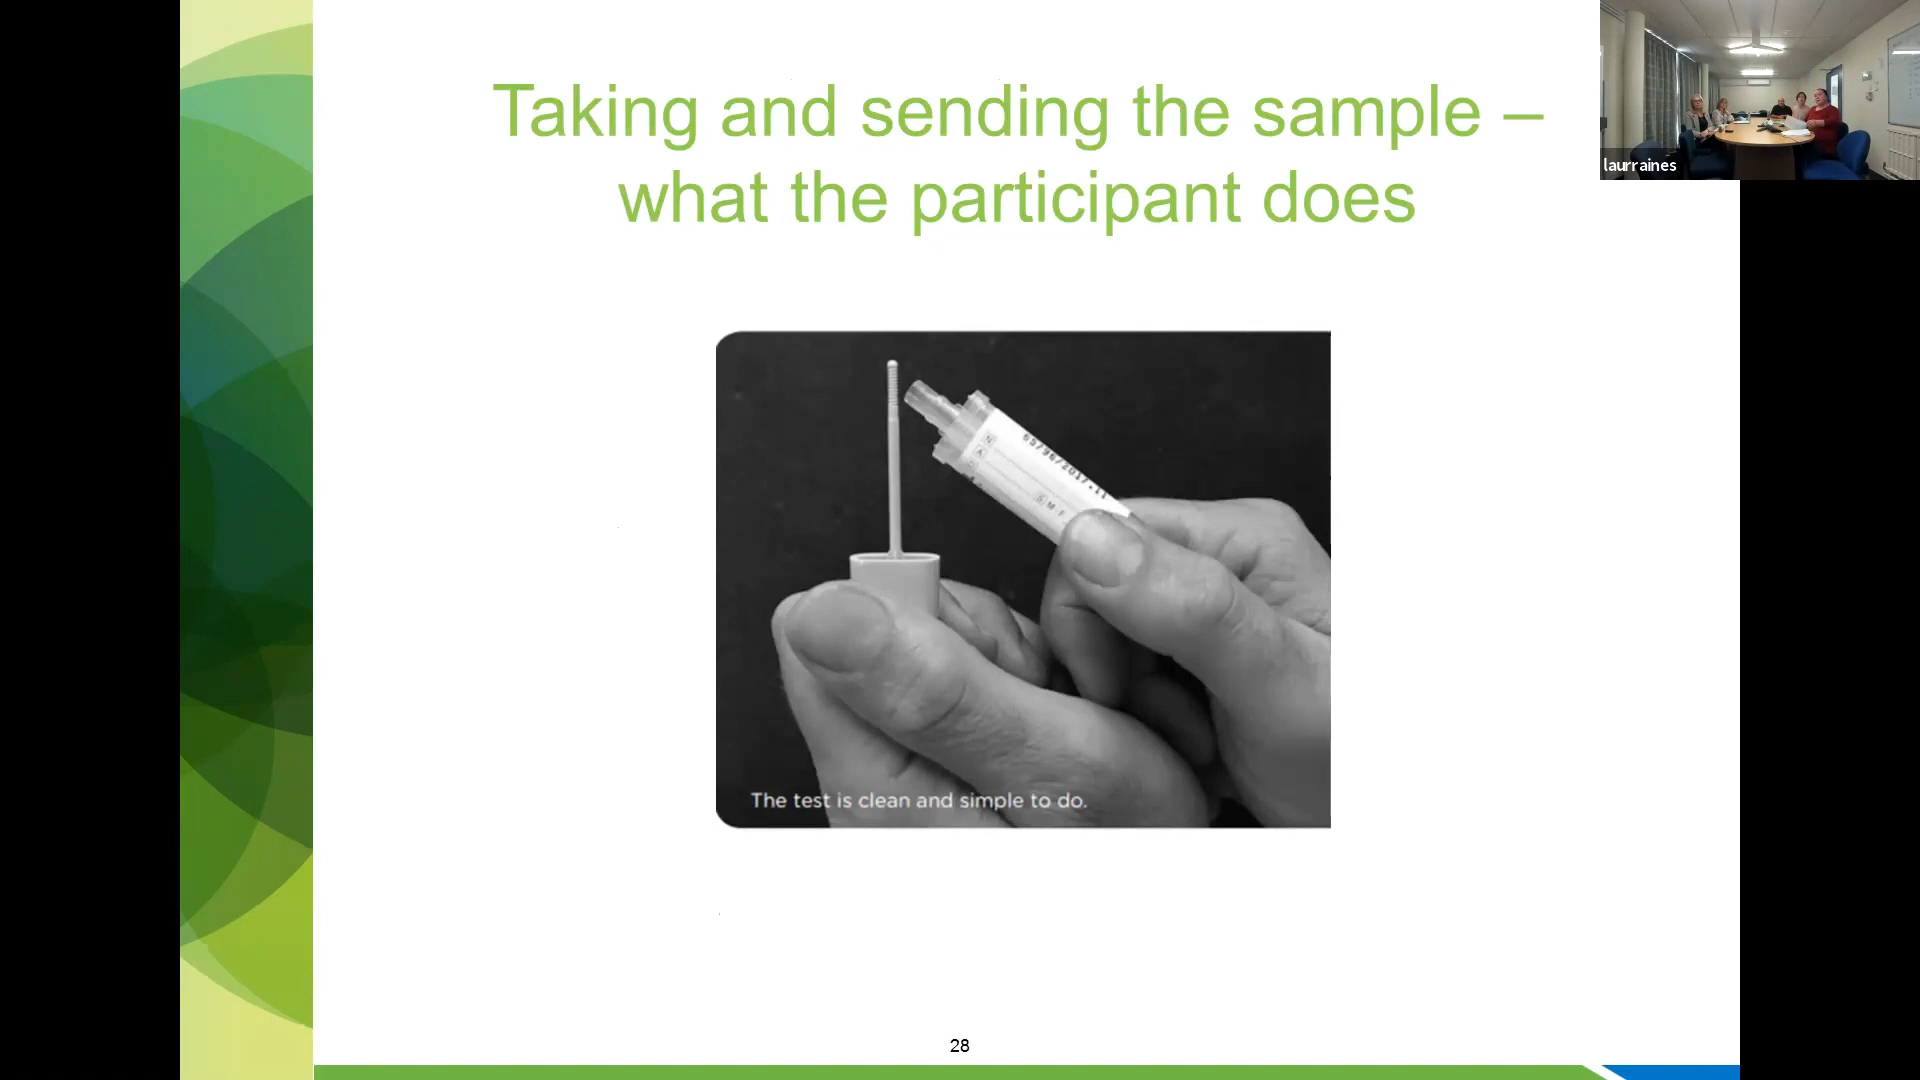 Taking and sending the sample –
what the participant does
laurraines
The test is clean and simple to do.
28